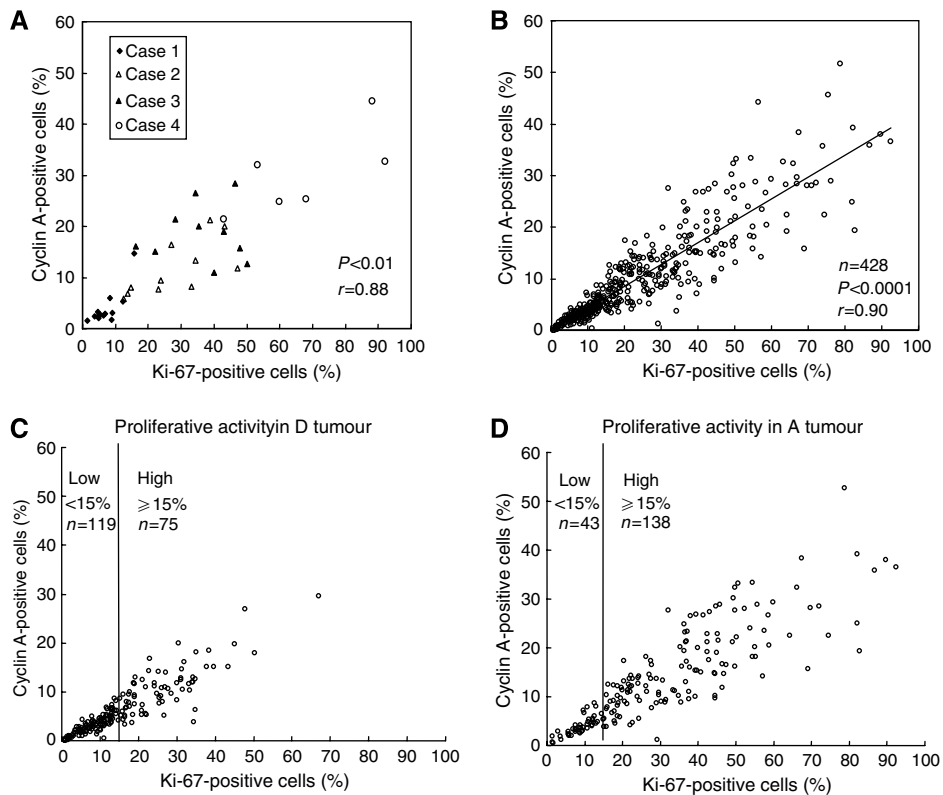 A
60
50
40
30
20
10
0
Cyclin A-positive cells (%)
Case 1
Case 2
Case 3
Case 4
P<0.01
r=0.88
0 10 20 30 40 50 60 70 80 90 100
Ki-67-positive cells (%)
B
60
50
40
30
20
10
0
Cyclin A-positive cells (%)
n=428
P<0.0001
r=0.90
0 10 20 30 40 50 60 70 80 90 100
Ki-67-positive cells (%)
C
Proliferative activityin D tumour
60
50
40
30
20
10
0
Cyclin A-positive cells (%)
Low
<15%
n=119
High
⩾15%
n=75
0 10 20 30 40 50 60 70 80 90 100
Ki-67-positive cells (%)
D
Proliferative activity in A tumour
60
50
40
30
20
10
0
Cyclin A-positive cells (%)
Low
<15%
n=43
High
⩾15%
n=138
0 10 20 30 40 50 60 70 80 90 100
Ki-67-positive cells (%)